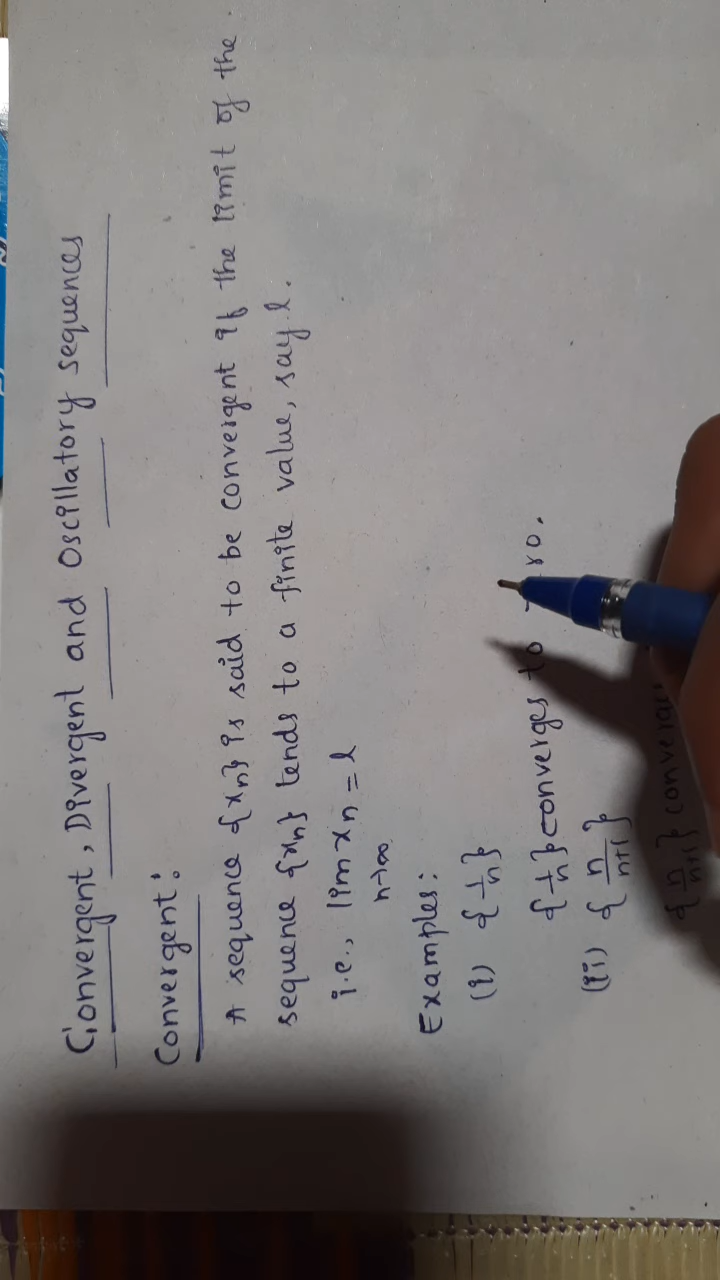 Convergent, Divergent and Oscillatory sequences
Convergent:
A sequence {xn} is said to be convergent if the limit of the
sequence {xn} tends to a finite value, say l.
i.e., lim xn = l
n→∞
Examples:
(i) {1/n}
{1/n} converges to
(ii) {n/n+1}
{n/n+1}